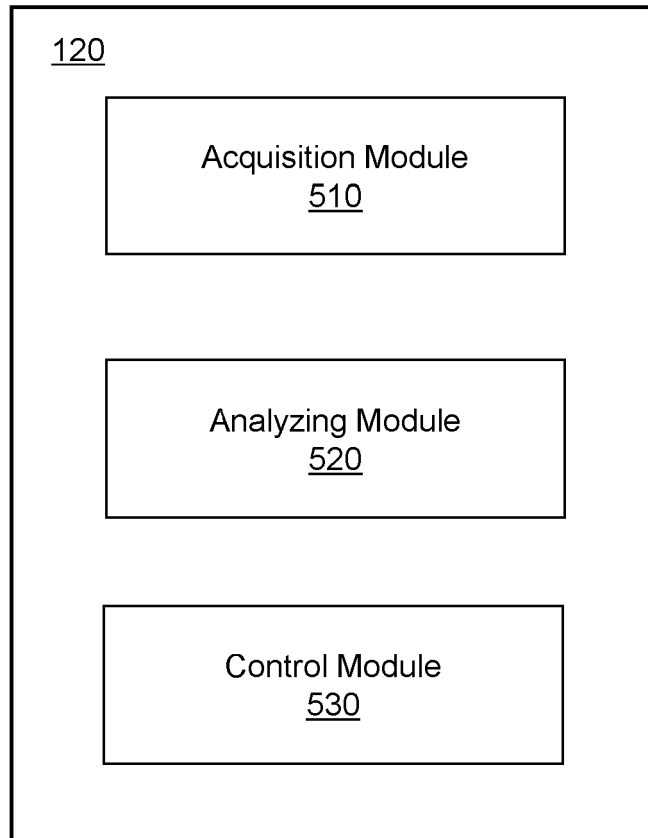 120
Acquisition Module
510
Analyzing Module
520
Control Module
530